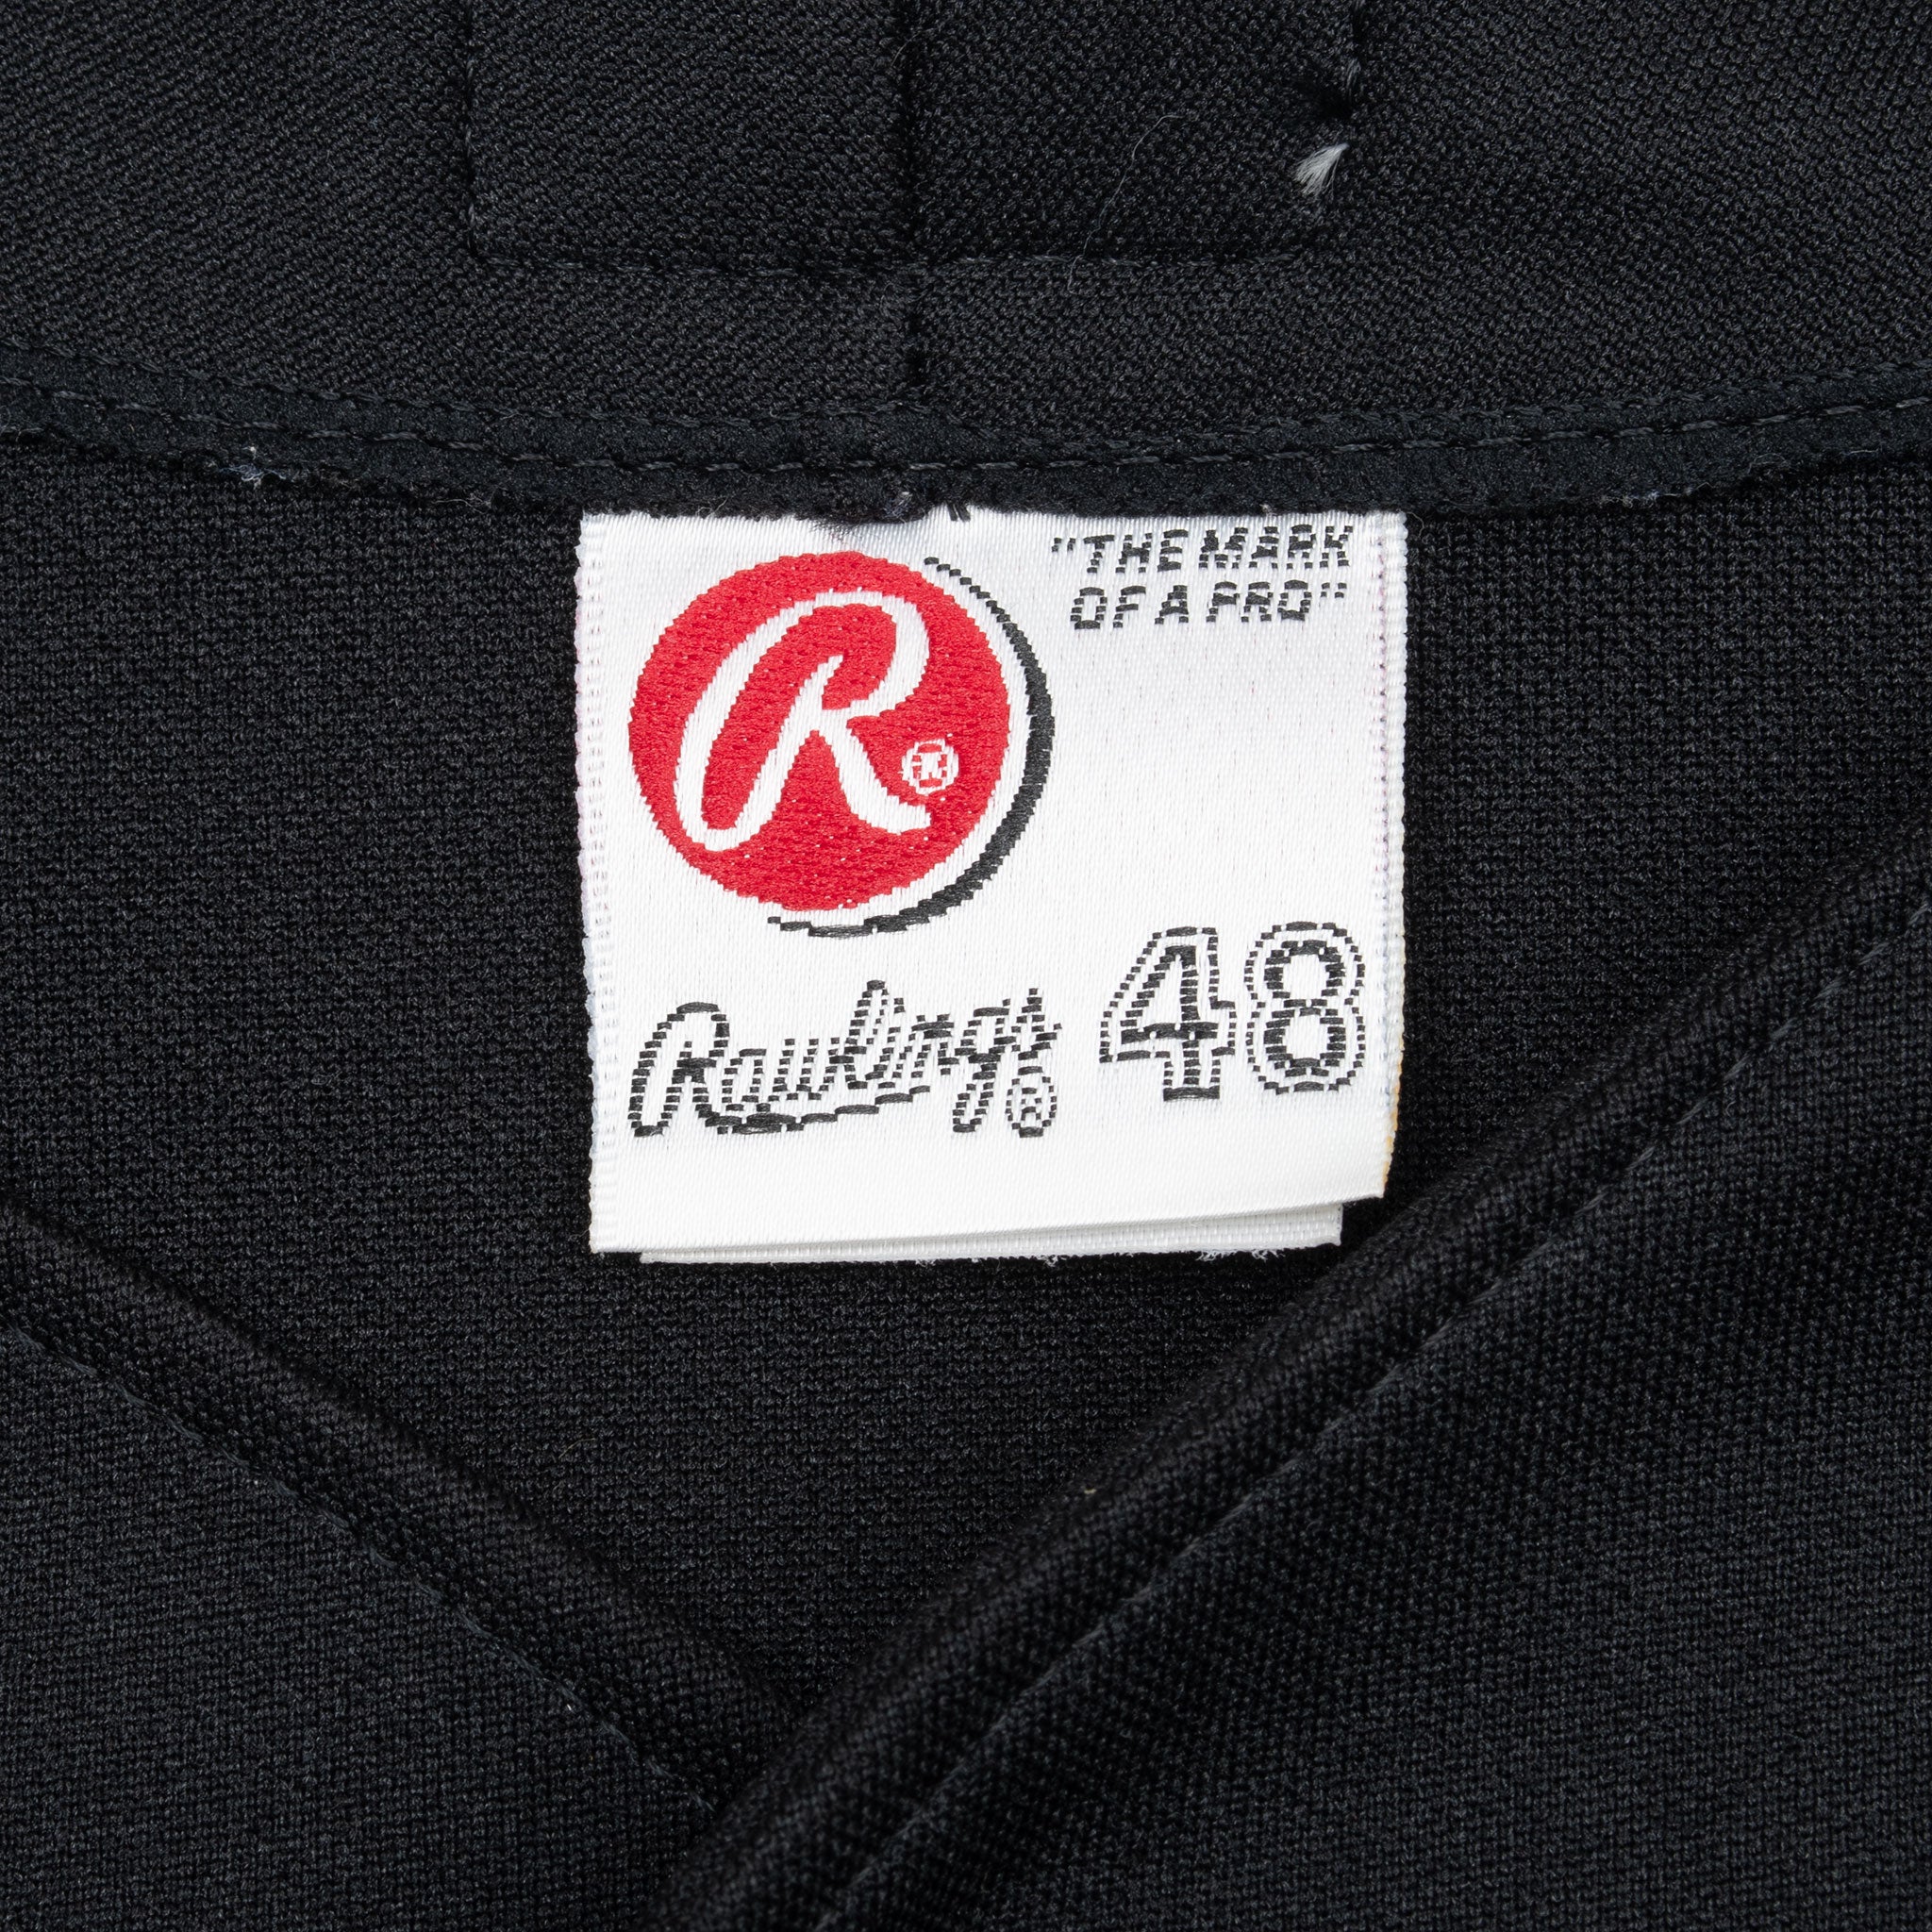 "THE MARK
OF A PRO"
R®
Rawlings® 48